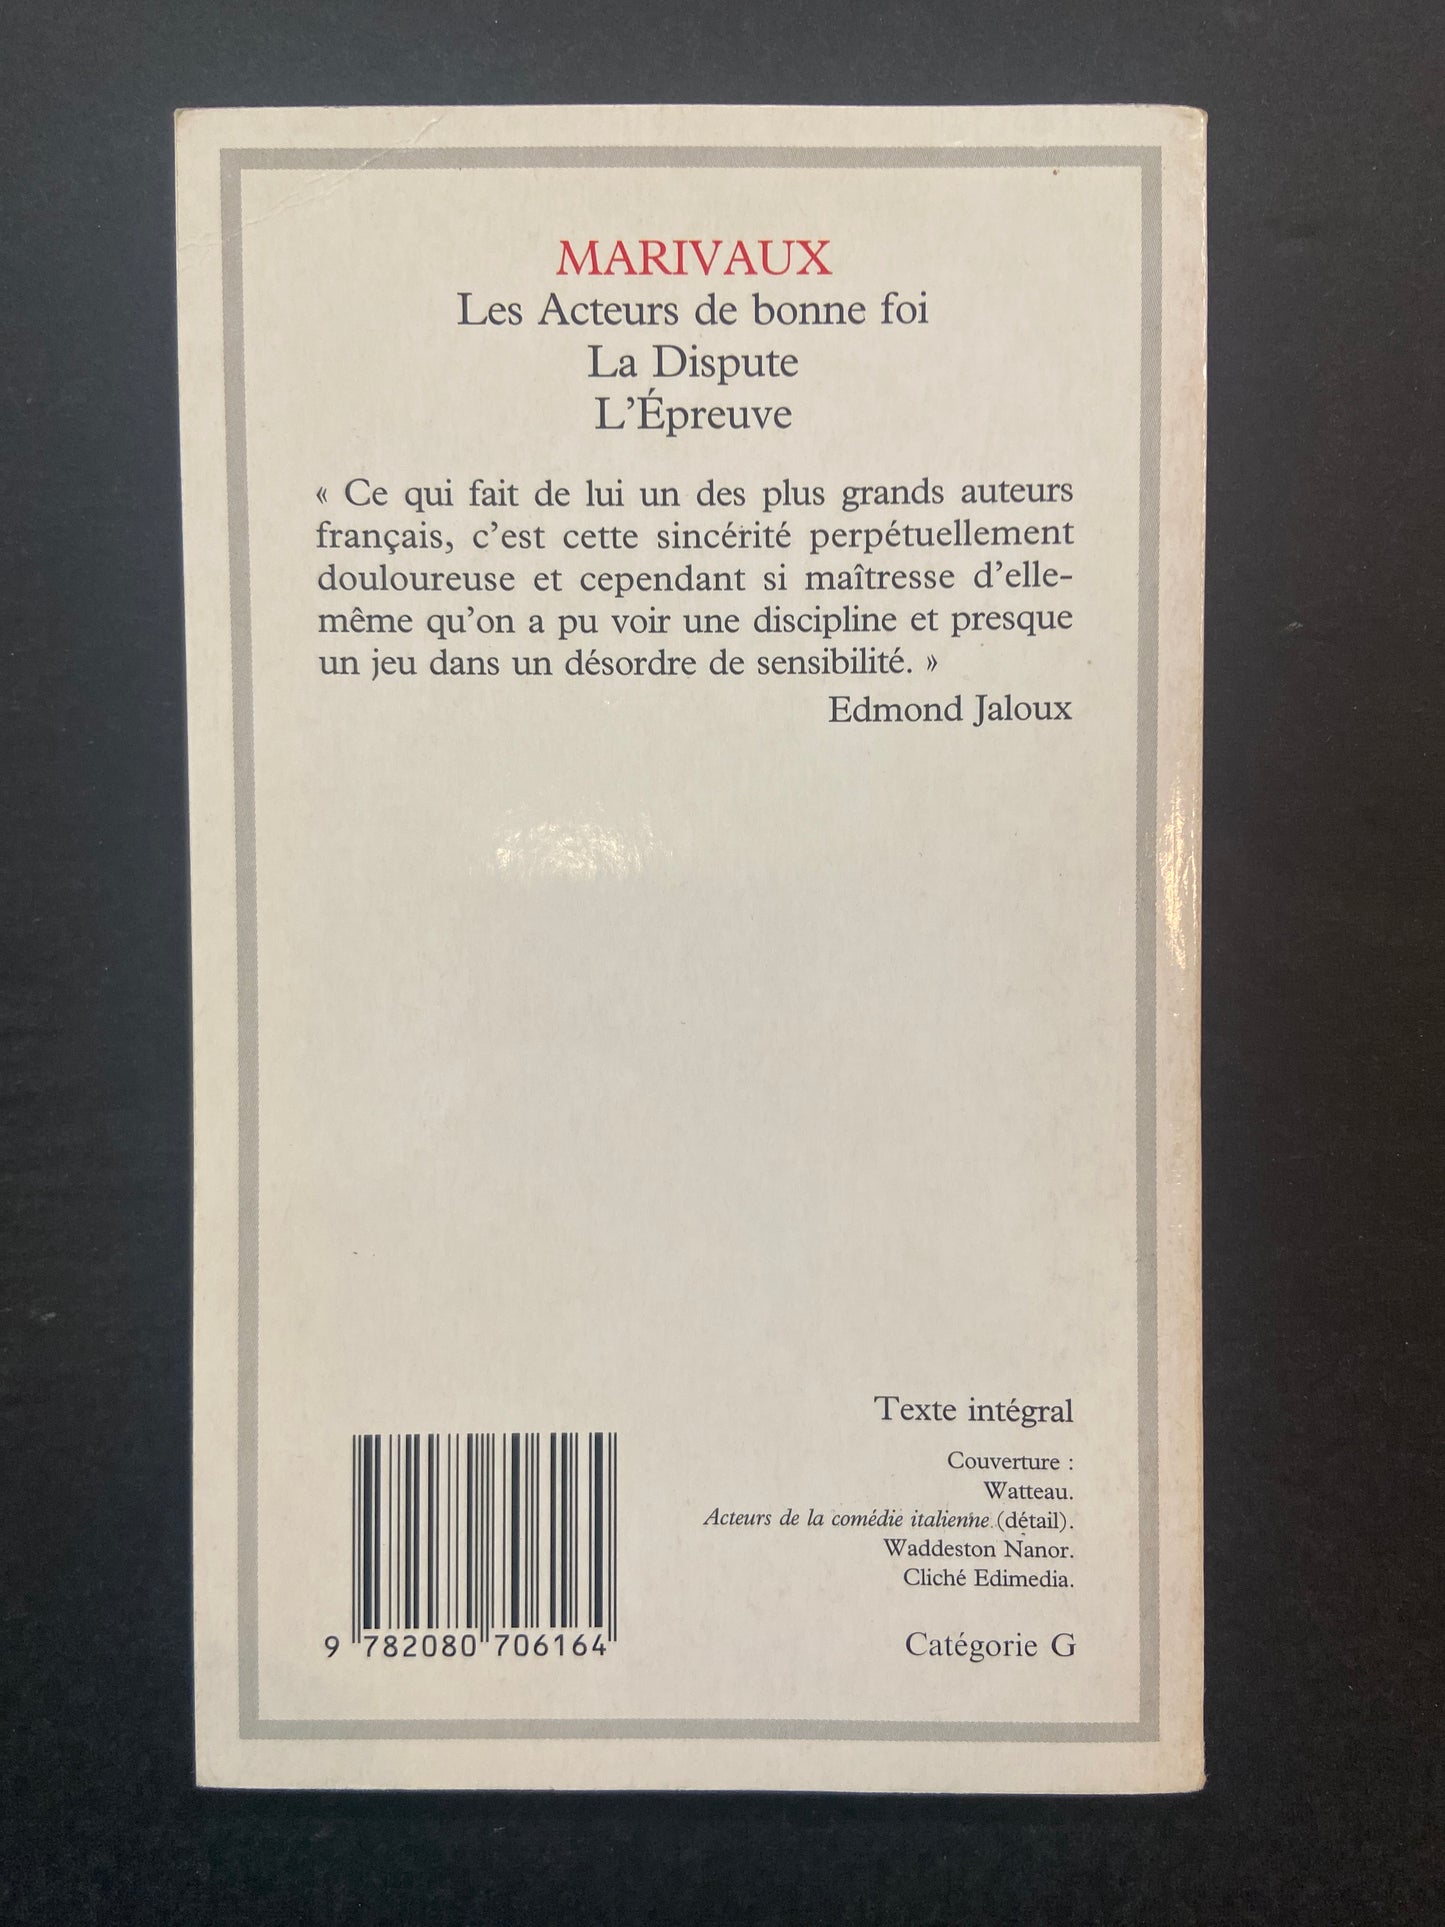 MARIVAUX
Les Acteurs de bonne foi
La Dispute
L'Épreuve
« Ce qui fait de lui un des plus grands auteurs
français, c'est cette sincérité perpétuellement
douloureuse et cependant si maîtresse d'elle-
même qu'on a pu voir une discipline et presque
un jeu dans un désordre de sensibilité. »
Edmond Jaloux
Texte intégral
Couverture :
Watteau.
Acteurs de la comédie italienne (détail).
Waddeston Nanor.
Cliché Edimedia.
9 782080 706164
Catégorie G